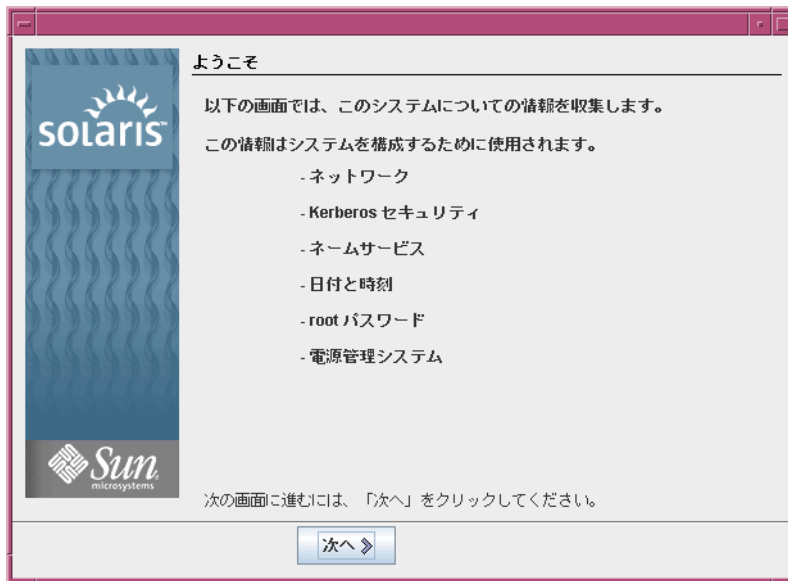 solaris™
Sun
microsystems
ようこそ
以下の画面では、このシステムについての情報を収集します。
この情報はシステムを構成するために使用されます。
- ネットワーク
- Kerberos セキュリティ
- ネームサービス
- 日付と時刻
- root パスワード
- 電源管理システム
次の画面に進むには、「次へ」をクリックしてください。
次へ